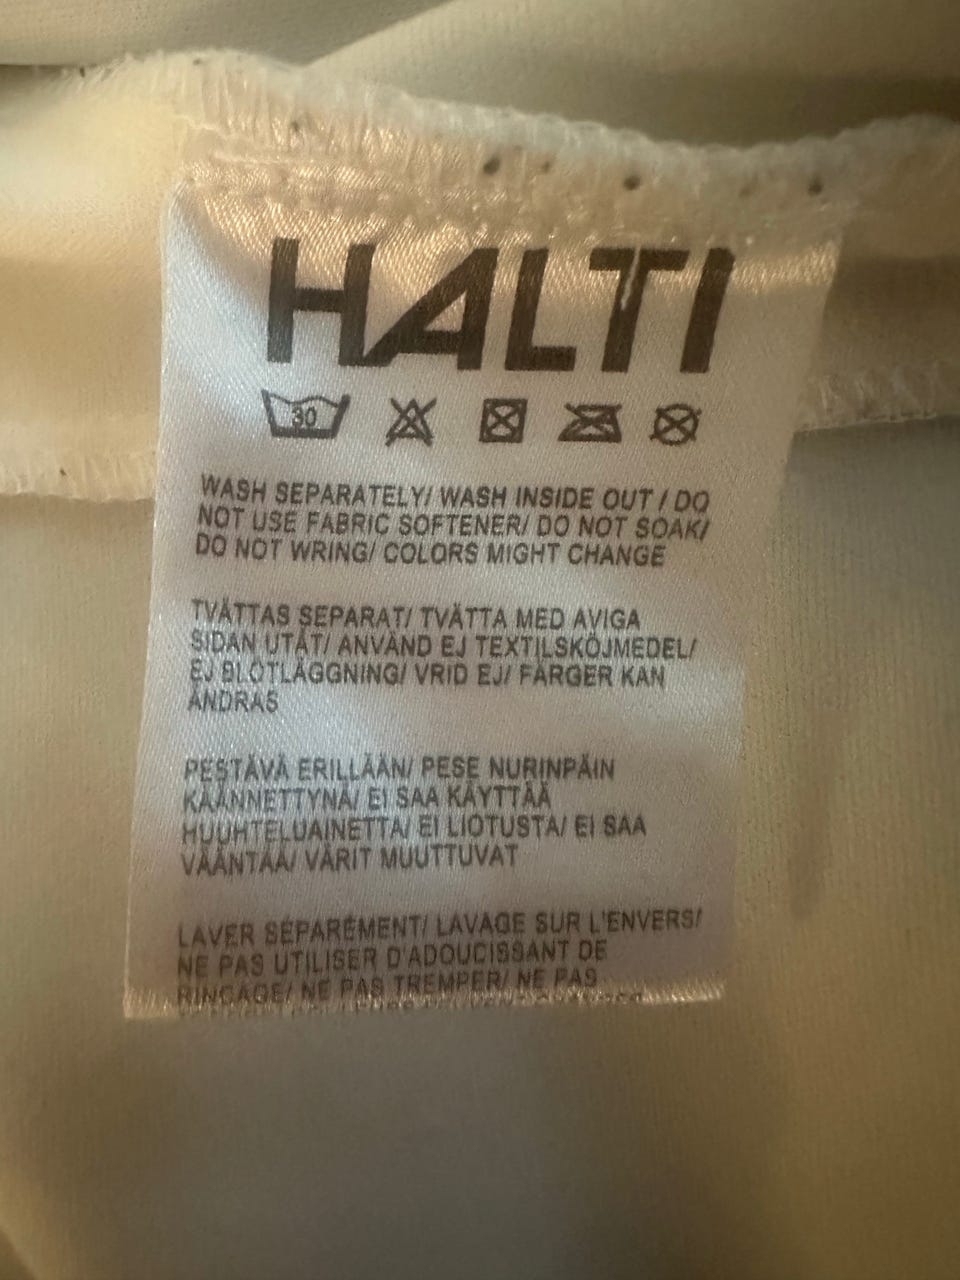 HALTI
30
WASH SEPARATELY/ WASH INSIDE OUT / DO
NOT USE FABRIC SOFTENER/ DO NOT SOAK/
DO NOT WRING/ COLORS MIGHT CHANGE
TVÄTTAS SEPARAT/ TVÄTTA MED AVIGA
SIDAN UTÅT/ ANVÄND EJ TEXTILSKÖJMEDEL/
EJ BLÖTLÄGGNING/ VRID EJ/ FÄRGER KAN
ÄNDRAS
PESTÄVÄ ERILLÄÄN/ PESE NURINPÄIN
KÄÄNNETTYNÄ/ EI SAA KÄYTTÄÄ
HUUHTELUAINETTA/ EI LIOTUSTA/ EI SAA
VÄÄNTÄÄ/ VÄRIT MUUTTUVAT
LAVER SÉPARÉMENT/ LAVAGE SUR L'ENVERS/
NE PAS UTILISER D'ADOUCISSANT DE
RINCAGE/ NE PAS TREMPER/ NE PAS